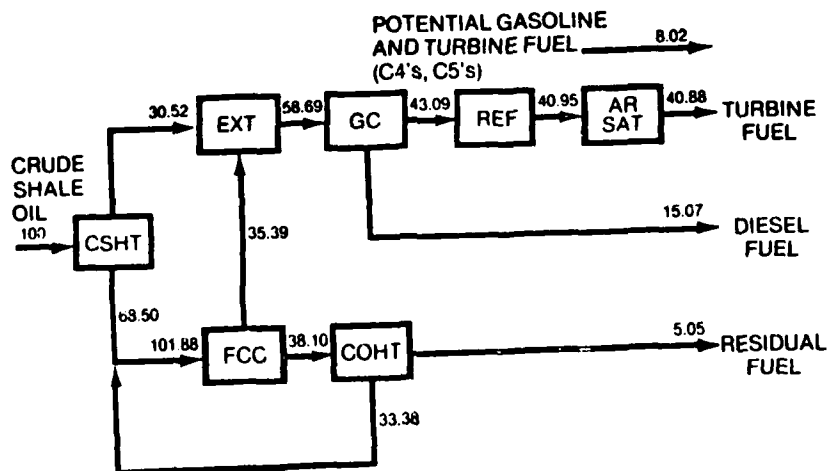 POTENTIAL GASOLINE
AND TURBINE FUEL
(C4's, C5's)
8.02
30.52
EXT
58.69
GC
43.09
REF
40.95
AR
SAT
40.88
TURBINE
FUEL
CRUDE
SHALE
OIL
100
CSHT
35.39
15.07
DIESEL
FUEL
68.50
101.88
FCC
38.10
COHT
5.05
RESIDUAL
FUEL
33.38